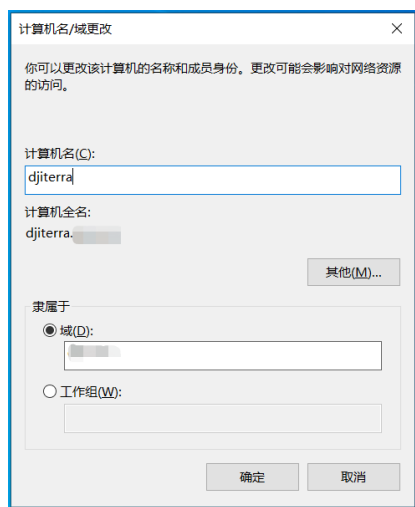 计算机名/域更改
你可以更改该计算机的名称和成员身份。更改可能会影响对网络资源
的访问。
计算机名(C):
djiterra
计算机全名:
djiterra.
其他(M)...
隶属于
域(D):
工作组(W):
确定
取消